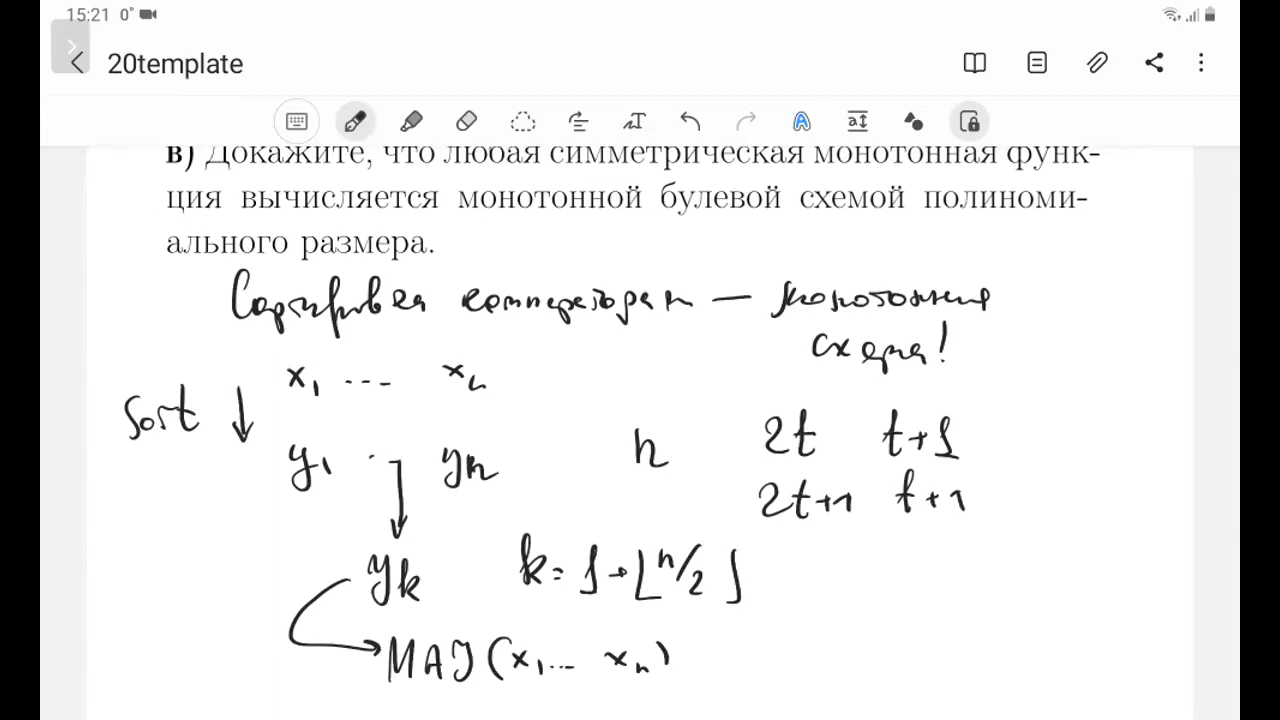 15:21 0°
20template
в) Докажите, что любая симметрическая монотонная функ-
ция вычисляется монотонной булевой схемой полиноми-
ального размера.
Сортировка компараторами — монотонная
схема!
x₁ ... xₙ
Sort ↓
y₁ .. yₙ n 2t t+1
2t+1 t+1
yₖ k = 1+⌊n/2⌋
MAJ(x₁... xₙ)